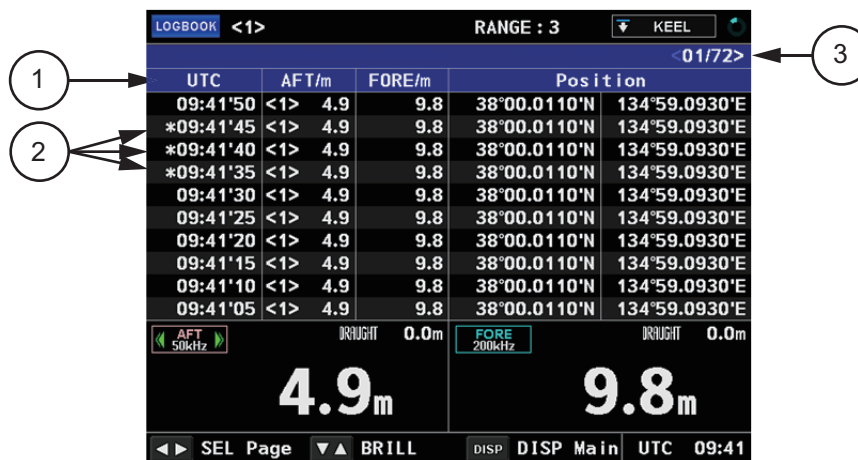 LOGBOOK <1> RANGE : 3 KEEL
<01/72>
3
1
UTC AFT/m FORE/m Position
09:41'50 <1> 4.9 9.8 38°00.0110'N 134°59.0930'E
*09:41'45 <1> 4.9 9.8 38°00.0110'N 134°59.0930'E
2
*09:41'40 <1> 4.9 9.8 38°00.0110'N 134°59.0930'E
*09:41'35 <1> 4.9 9.8 38°00.0110'N 134°59.0930'E
09:41'30 <1> 4.9 9.8 38°00.0110'N 134°59.0930'E
09:41'25 <1> 4.9 9.8 38°00.0110'N 134°59.0930'E
09:41'20 <1> 4.9 9.8 38°00.0110'N 134°59.0930'E
09:41'15 <1> 4.9 9.8 38°00.0110'N 134°59.0930'E
09:41'10 <1> 4.9 9.8 38°00.0110'N 134°59.0930'E
09:41'05 <1> 4.9 9.8 38°00.0110'N 134°59.0930'E
AFT DRAUGHT 0.0m FORE DRAUGHT 0.0m
50kHz 200kHz
4.9m 9.8m
◀▶ SEL Page ▼▲ BRILL DISP DISP Main UTC 09:41